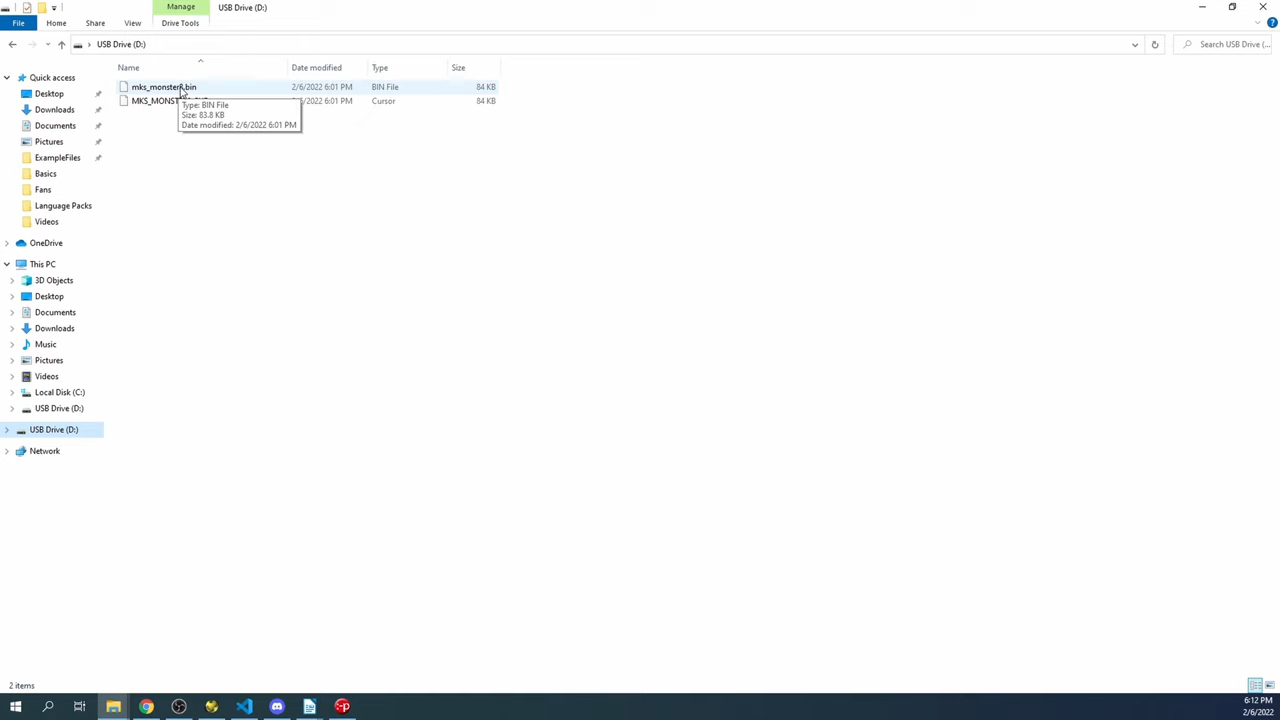 Manage
USB Drive (D:)
File
Home
Share
View
Drive Tools
USB Drive (D:)
Search USB Drive (...
Name
Date modified
Type
Size
Quick access
Desktop
Downloads
Documents
Pictures
ExampleFiles
Basics
Fans
Language Packs
Videos
OneDrive
This PC
3D Objects
Desktop
Documents
Downloads
Music
Pictures
Videos
Local Disk (C:)
USB Drive (D:)
USB Drive (D:)
Network
mks_monster8.bin
2/6/2022 6:01 PM
BIN File
84 KB
6:01 PM
Cursor
84 KB
Type: BIN File
Size: 83.8 KB
Date modified: 2/6/2022 6:01 PM
2 items
6:12 PM
2/6/2022